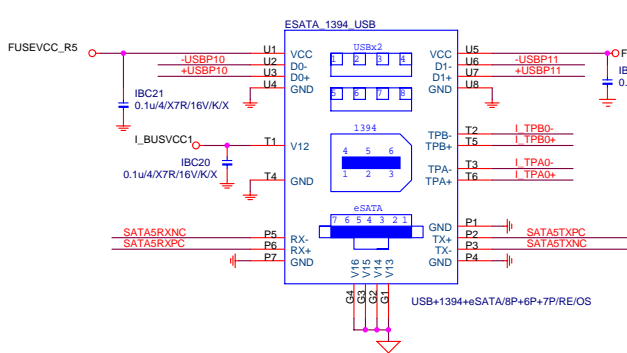 ESATA_1394_USB
FUSEVCC_R5
U1 VCC USBx2 VCC U5
-USBP10 U2 D0- 1 2 3 4 D1- U6 -USBP11
+USBP10 U3 D0+ D1+ U7 +USBP11
U4 GND GND U8
5 6 7 8
IBC21
0.1u/4/X7R/16V/K/X
F
IB
0.
I_BUSVCC1 T1 V12
1394
TPB- T2 I_TPB0-
TPB+ T5 I_TPB0+
4 5 6
1 2 3
IBC20
0.1u/4/X7R/16V/K/X
TPA- T3 I_TPA0-
T4 GND TPA+ T6 I_TPA0+
eSATA
7 6 5 4 3 2 1
GND P1
SATA5RXNC P5 RX- TX+ P2 SATA5TXPC
SATA5RXPC P6 RX+ TX- P3 SATA5TXNC
P7 GND GND P4
V16 V15 V14 V13
G4 G3 G2 G1
USB+1394+eSATA/8P+6P+7P/RE/OS